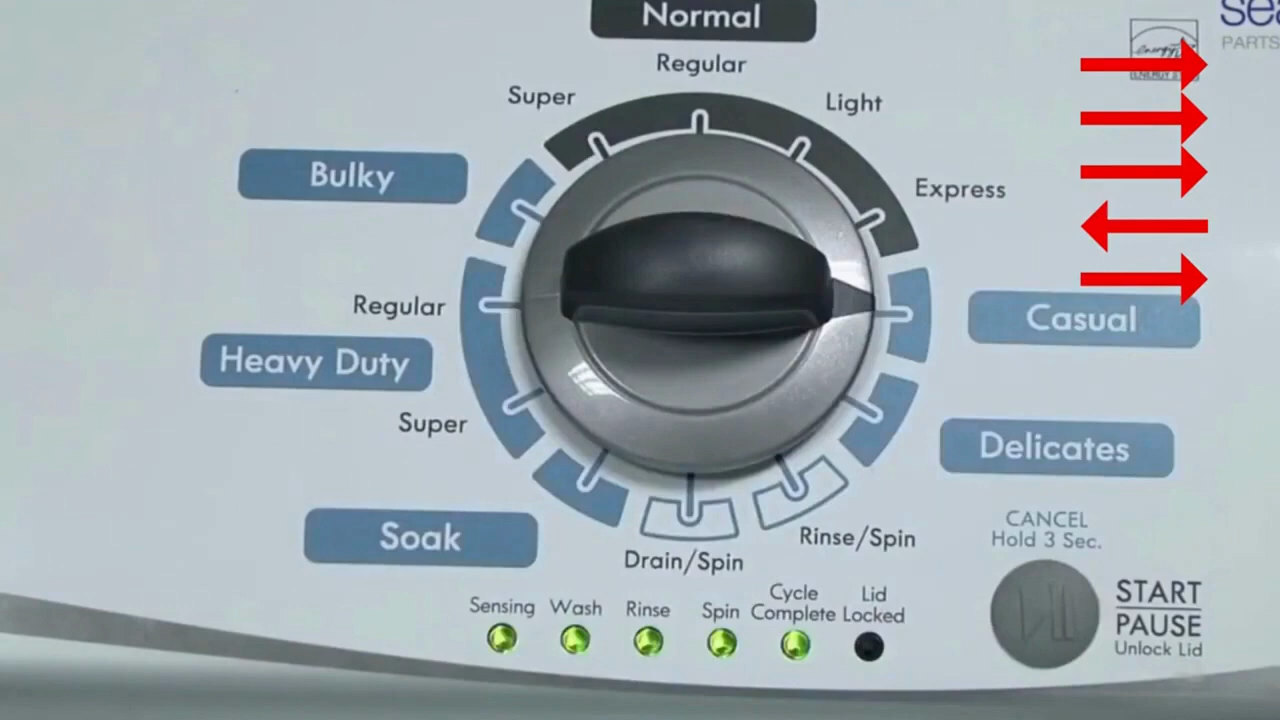 Normal
Regular
Super
Light
Express
Bulky
Regular
Casual
Heavy Duty
Super
Delicates
Soak
Rinse/Spin
Drain/Spin
CANCEL
Hold 3 Sec.
Sensing
Wash
Rinse
Spin
Cycle
Complete
Lid
Locked
START
PAUSE
Unlock Lid
PARTS